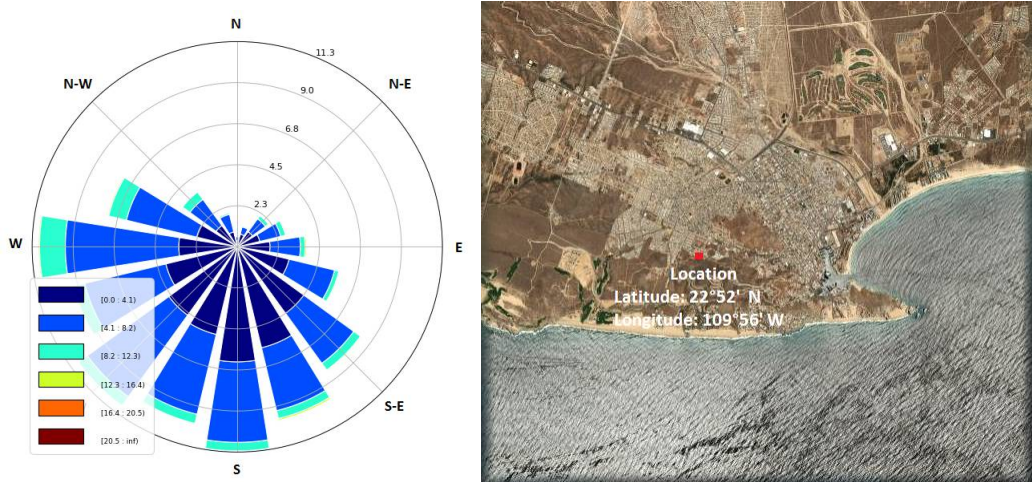 N
11.3
N-W
N-E
9.0
6.8
4.5
2.3
W
E
[0.0 : 4.1)
[4.1 : 8.2)
[8.2 : 12.3)
[12.3 : 16.4)
[16.4 : 20.5)
[20.5 : inf)
S-E
S
Location
Latitude: 22°52' N
Longitude: 109°56' W